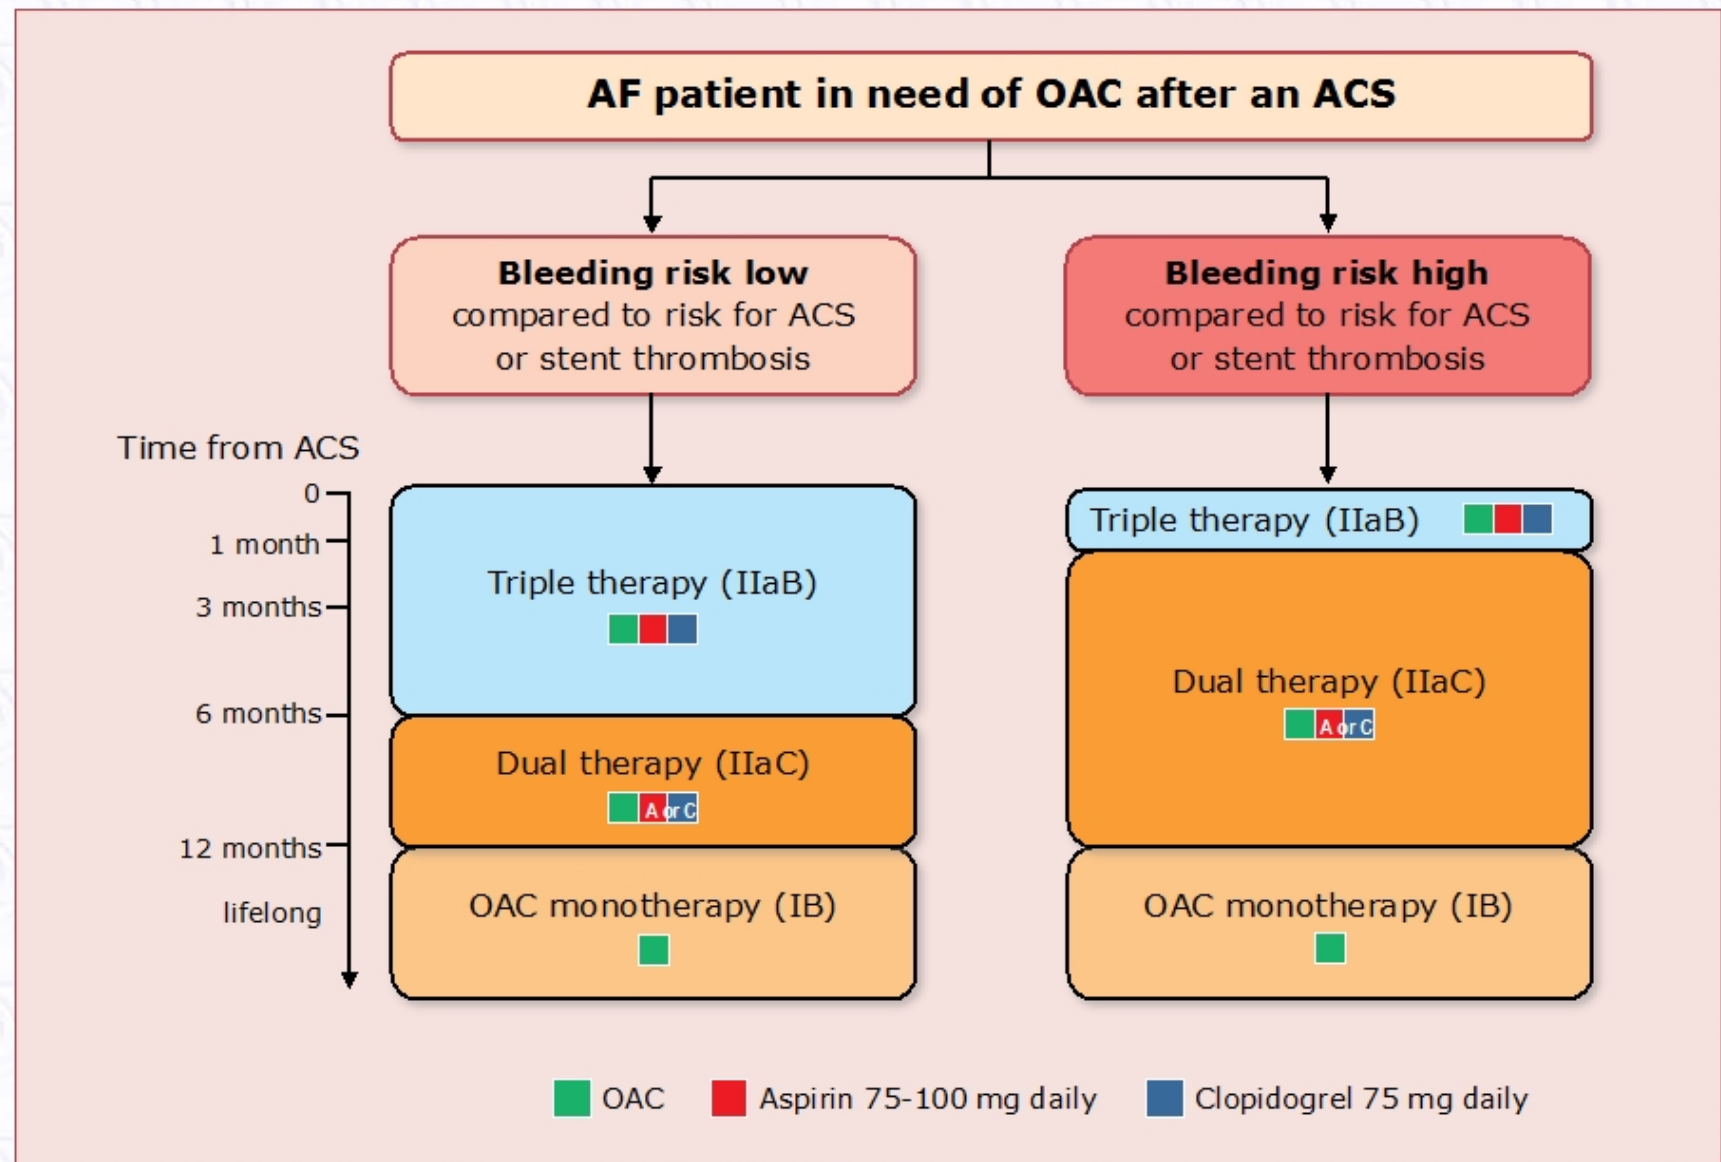 AF patient in need of OAC after an ACS
Bleeding risk low
compared to risk for ACS
or stent thrombosis
Bleeding risk high
compared to risk for ACS
or stent thrombosis
Time from ACS
0
1 month
3 months
6 months
12 months
lifelong
Triple therapy (IIaB)
Dual therapy (IIaC)
A or C
OAC monotherapy (IB)
Triple therapy (IIaB)
Dual therapy (IIaC)
A or C
OAC monotherapy (IB)
OAC
Aspirin 75-100 mg daily
Clopidogrel 75 mg daily